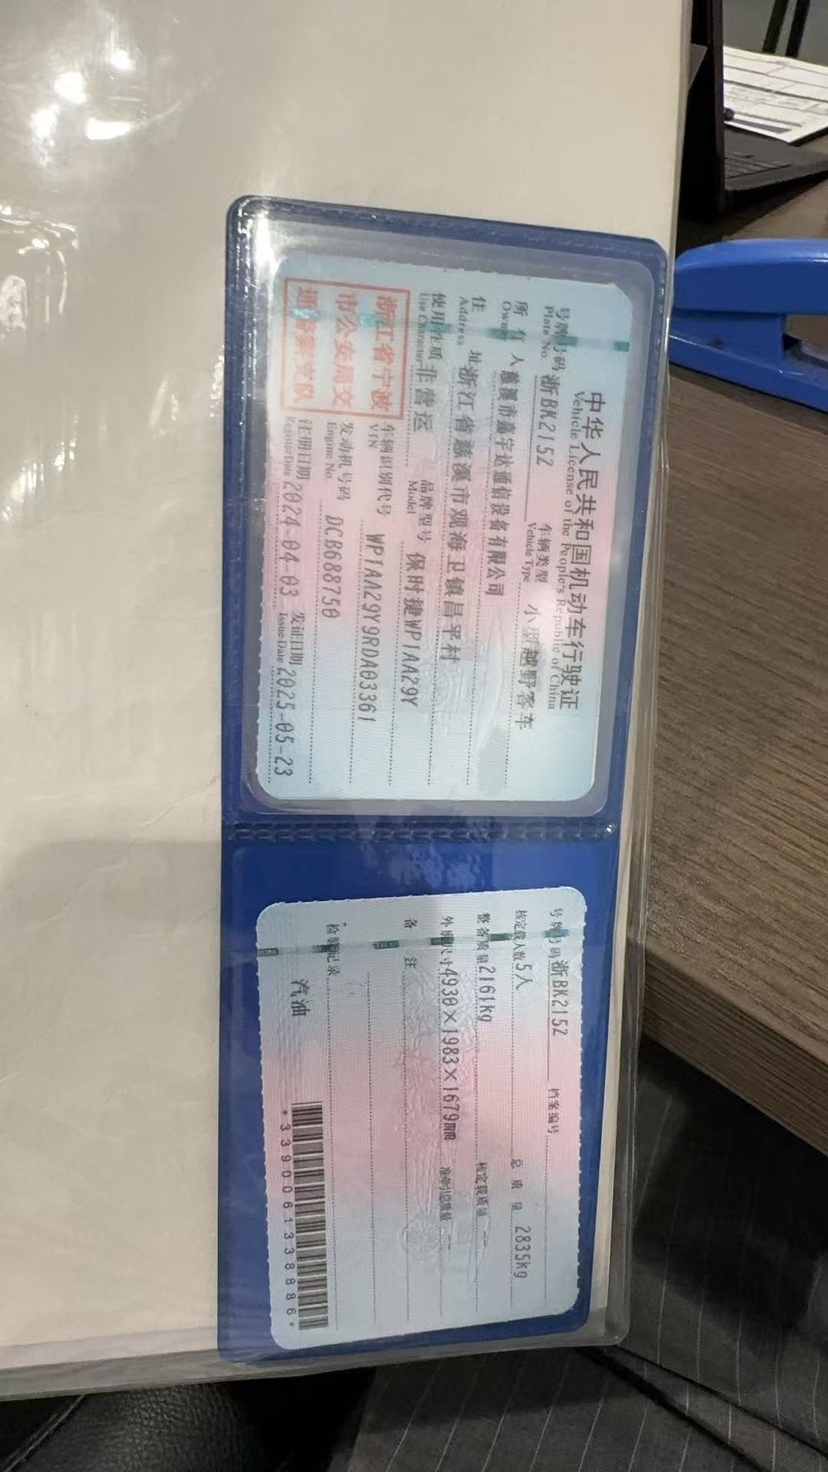 中华人民共和国机动车行驶证
Vehicle License of the People's Republic of China
号牌号码 浙BK215Z 车辆类型 小型越野客车
Plate No. Vehicle Type
所有人 慈溪市嘉宇达通信设备有限公司
Owner
住址 浙江省慈溪市观海卫镇昌平村
Address
使用性质 非营运 品牌型号 保时捷WP1AA29Y
Use Character Model
浙江省宁波
市公安局交
通警察支队
车辆识别代号 WP1AA29Y9RDA03361
VIN
发动机号码 DCB688750
Engine No.
注册日期 2024-04-03 发证日期 2025-05-23
Register Date Issue Date
号牌号码 浙BK215Z 档案编号
核定载人数 5人 总质量 2835kg
整备质量 2161kg 核定载质量 --
外廓尺寸 4930×1983×1679mm 准牵引总质量 --
备注
检验记录
汽油
*3390061338886*